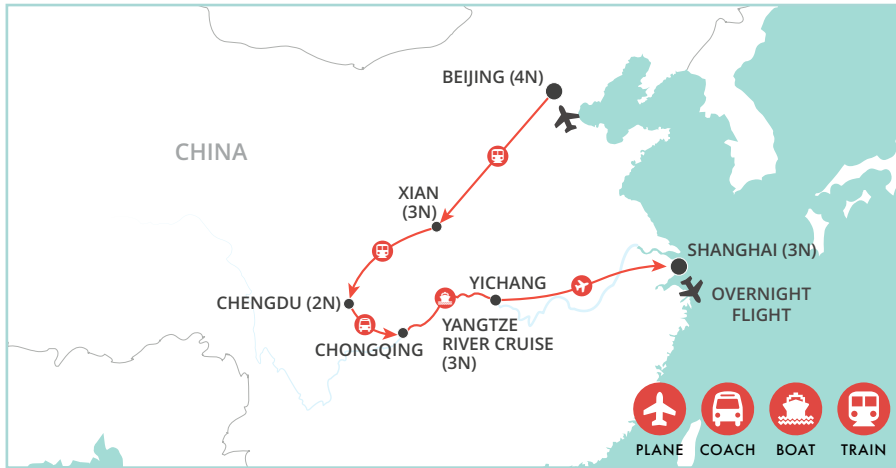 BEIJING (4N)
CHINA
XIAN
(3N)
SHANGHAI (3N)
YICHANG
OVERNIGHT
FLIGHT
CHENGDU (2N)
CHONGQING
YANGTZE
RIVER CRUISE
(3N)
PLANE
COACH
BOAT
TRAIN